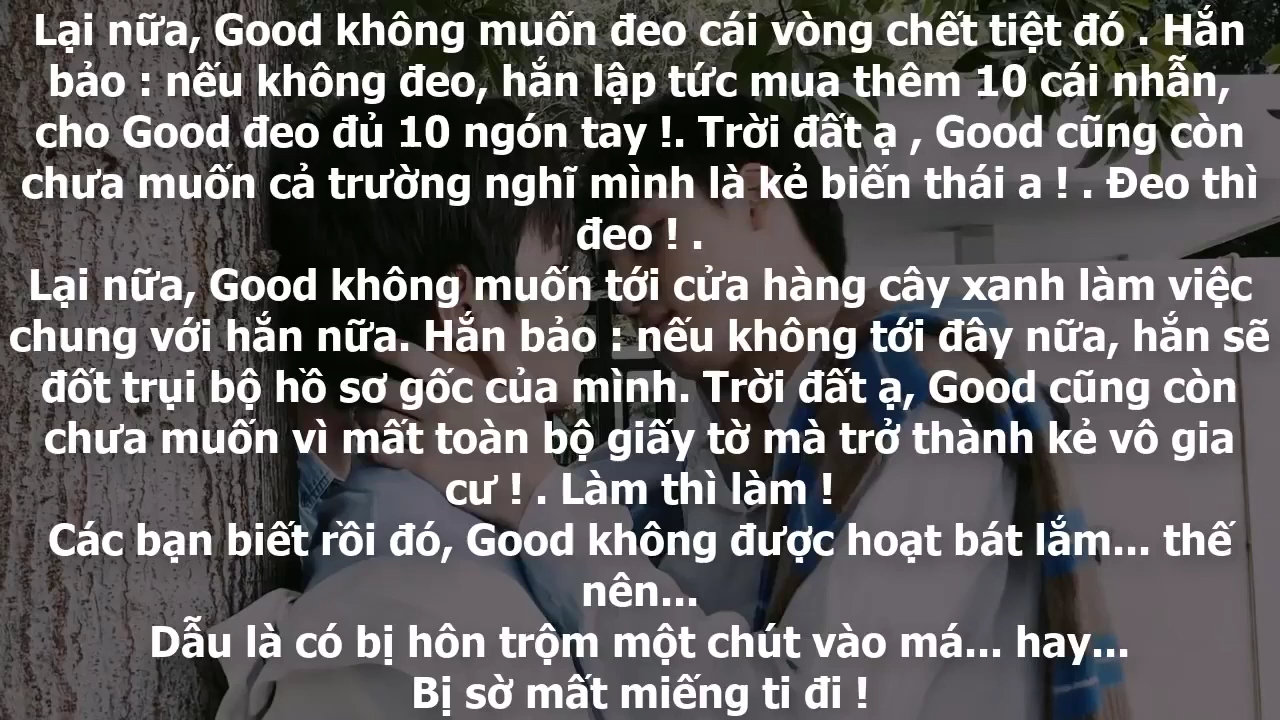 Lại nữa, Good không muốn đeo cái vòng chết tiệt đó . Hắn
bảo : nếu không đeo, hắn lập tức mua thêm 10 cái nhẫn,
cho Good đeo đủ 10 ngón tay !. Trời đất ạ , Good cũng còn
chưa muốn cả trường nghĩ mình là kẻ biến thái a ! . Đeo thì
đeo ! .
Lại nữa, Good không muốn tới cửa hàng cây xanh làm việc
chung với hắn nữa. Hắn bảo : nếu không tới đây nữa, hắn sẽ
đốt trụi bộ hồ sơ gốc của mình. Trời đất ạ, Good cũng còn
chưa muốn vì mất toàn bộ giấy tờ mà trở thành kẻ vô gia
cư ! . Làm thì làm !
Các bạn biết rồi đó, Good không được hoạt bát lắm... thế
nên...
Dẫu là có bị hôn trộm một chút vào má... hay...
Bị sờ mất miếng ti đi !